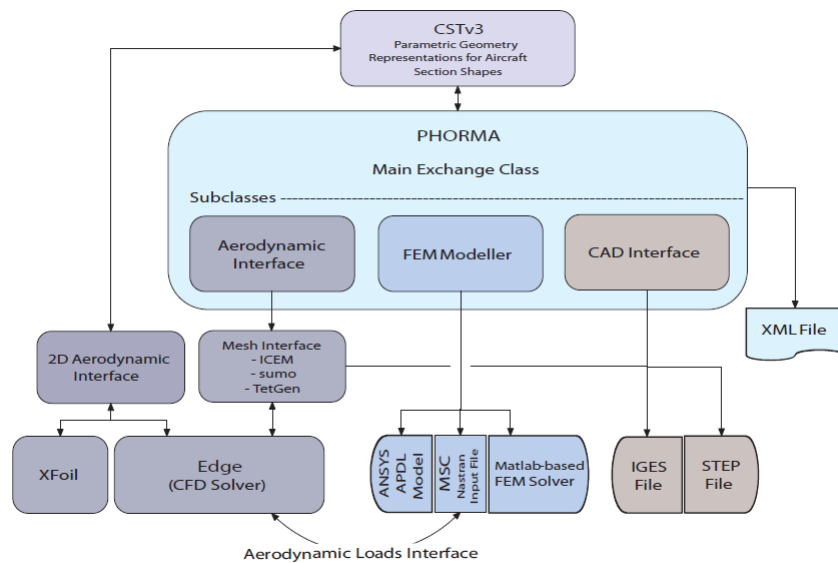 CSTv3
Parametric Geometry
Representations for Aircraft
Section Shapes
PHORMA
Main Exchange Class
Subclasses
Aerodynamic
Interface
FEM Modeller
CAD Interface
XML File
2D Aerodynamic
Interface
Mesh Interface
- ICEM
- sumo
- TetGen
XFoil
Edge
(CFD Solver)
ANSYS
APDL
Model
MSC
Nastran
Input File
Matlab-based
FEM Solver
IGES
File
STEP
File
Aerodynamic Loads Interface